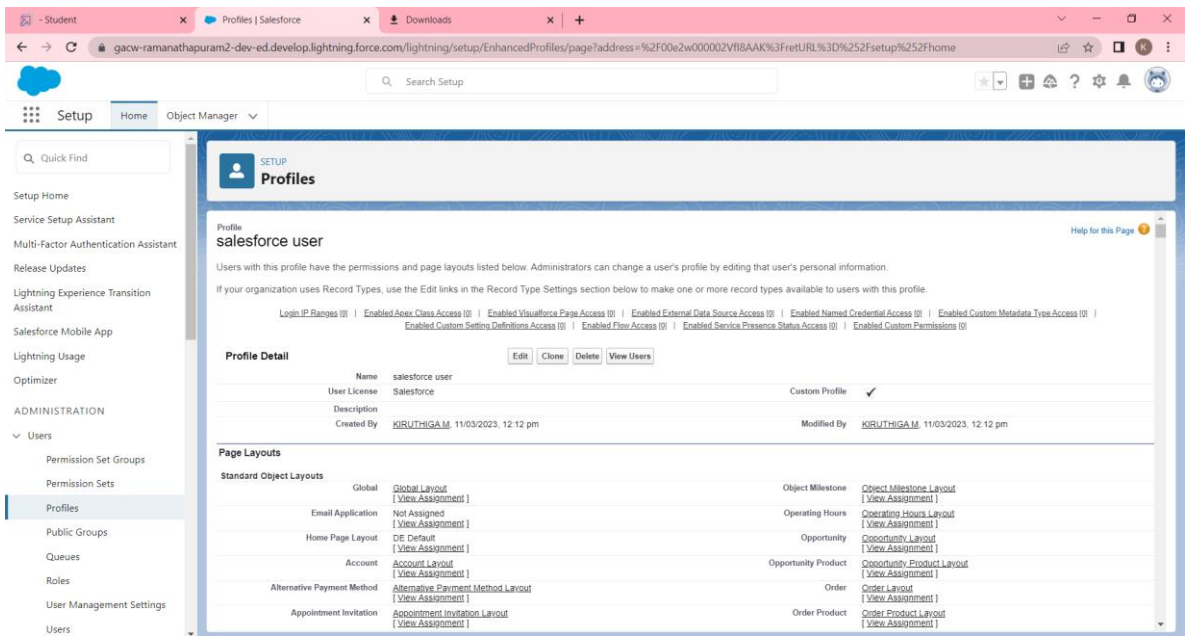 - Student
Profiles | Salesforce
Downloads
gacw-ramanathapuram2-dev-ed.develop.lightning.force.com/lightning/setup/EnhancedProfiles/page?address=%2F00e2w000002VfI8AAK%3FretURL%3D%252Fsetup%252Fhome
K
Search Setup
Setup
Home
Object Manager
Quick Find
Setup Home
Service Setup Assistant
Multi-Factor Authentication Assistant
Release Updates
Lightning Experience Transition
Assistant
Salesforce Mobile App
Lightning Usage
Optimizer
ADMINISTRATION
Users
Permission Set Groups
Permission Sets
Profiles
Public Groups
Queues
Roles
User Management Settings
Users
SETUP
Profiles
Profile
salesforce user
Help for this Page
Users with this profile have the permissions and page layouts listed below. Administrators can change a user's profile by editing that user's personal information.
If your organization uses Record Types, use the Edit links in the Record Type Settings section below to make one or more record types available to users with this profile.
Login IP Ranges [0] | Enabled Apex Class Access [0] | Enabled Visualforce Page Access [0] | Enabled External Data Source Access [0] | Enabled Named Credential Access [0] | Enabled Custom Metadata Type Access [0] |
Enabled Custom Setting Definitions Access [0] | Enabled Flow Access [0] | Enabled Service Presence Status Access [0] | Enabled Custom Permissions [0]
Profile Detail Edit Clone Delete View Users
Name salesforce user
User License Salesforce Custom Profile ✓
Description
Created By KIRUTHIGA M, 11/03/2023, 12:12 pm Modified By KIRUTHIGA M, 11/03/2023, 12:12 pm
Page Layouts
Standard Object Layouts
Global Global Layout Object Milestone Object Milestone Layout
[ View Assignment ] [ View Assignment ]
Email Application Not Assigned Operating Hours Operating Hours Layout
[ View Assignment ] [ View Assignment ]
Home Page Layout DE Default Opportunity Opportunity Layout
[ View Assignment ] [ View Assignment ]
Account Account Layout Opportunity Product Opportunity Product Layout
[ View Assignment ] [ View Assignment ]
Alternative Payment Method Alternative Payment Method Layout Order Order Layout
[ View Assignment ] [ View Assignment ]
Appointment Invitation Appointment Invitation Layout Order Product Order Product Layout
[ View Assignment ] [ View Assignment ]